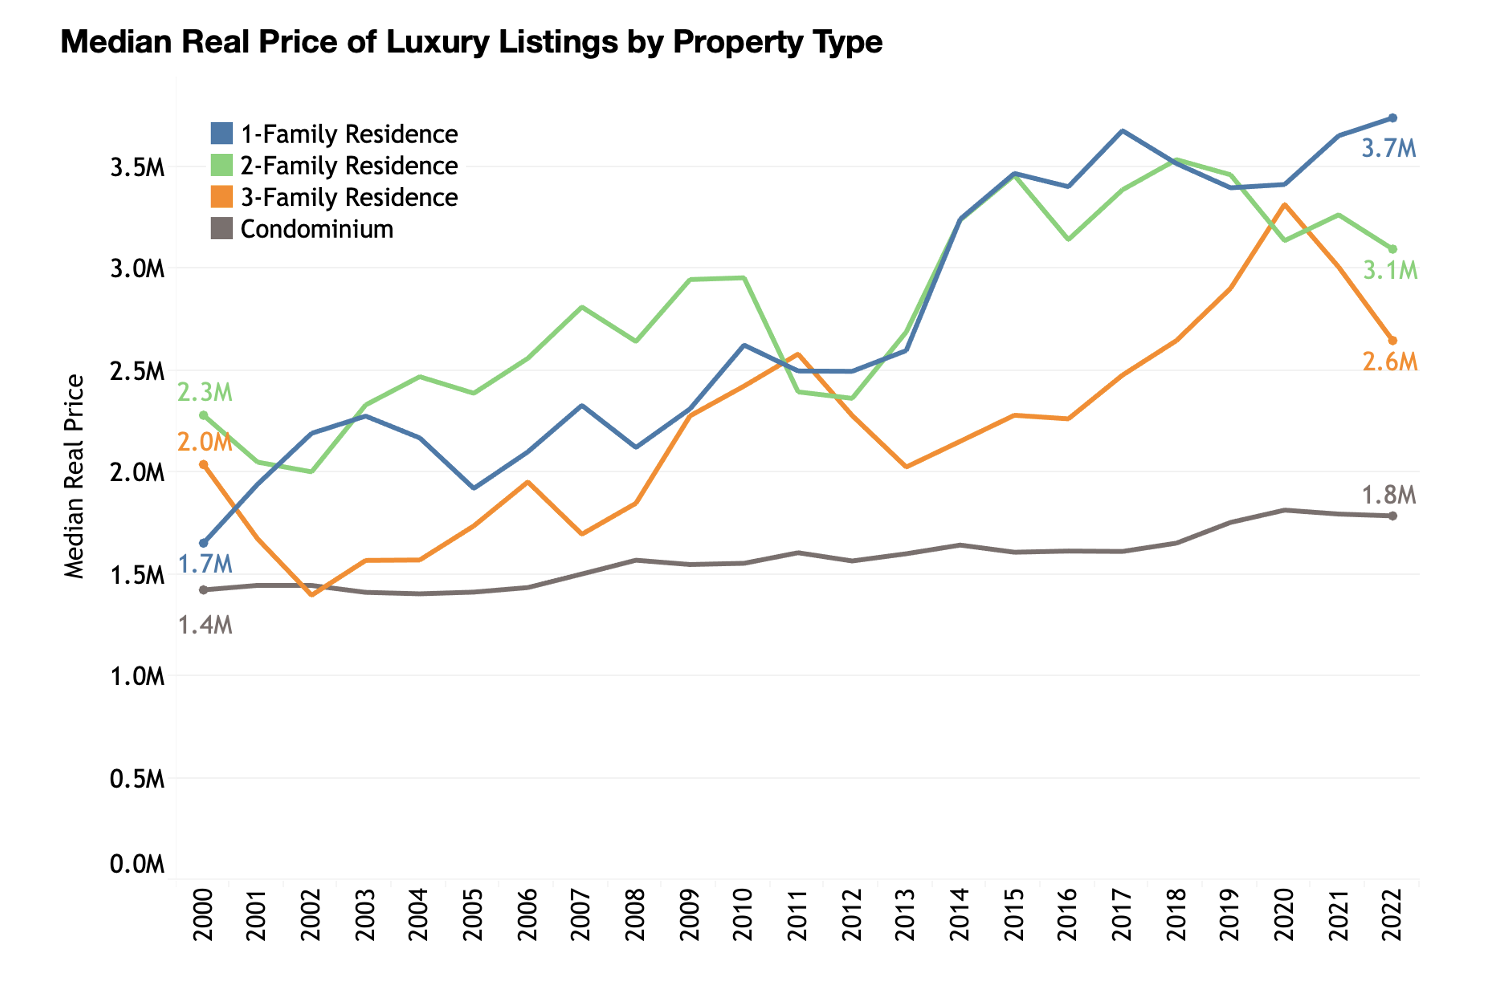 Median Real Price of Luxury Listings by Property Type
1-Family Residence
2-Family Residence
3-Family Residence
Condominium
Median Real Price
3.5M
3.0M
2.5M
2.0M
1.5M
1.0M
0.5M
0.0M
2.3M
2.0M
1.7M
1.4M
3.7M
3.1M
2.6M
1.8M
2000
2001
2002
2003
2004
2005
2006
2007
2008
2009
2010
2011
2012
2013
2014
2015
2016
2017
2018
2019
2020
2021
2022